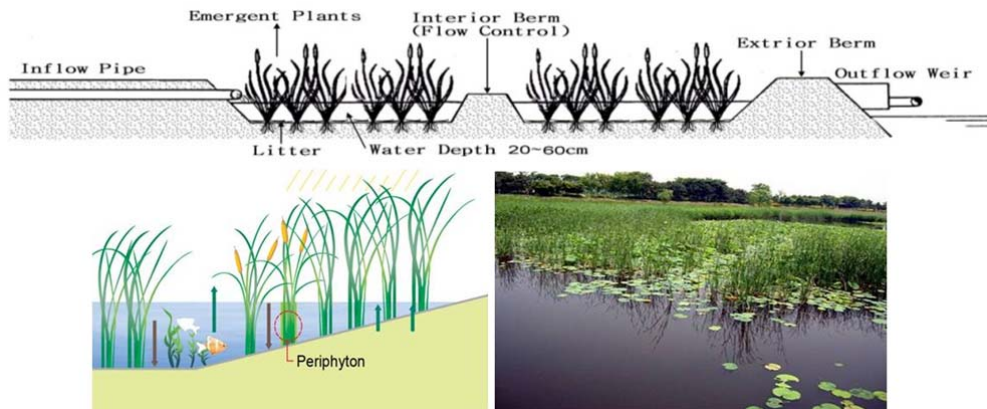 Emergent Plants
Interior Berm
(Flow Control)
Extrior Berm
Inflow Pipe
Outflow Weir
Litter
Water Depth 20~60cm
Periphyton